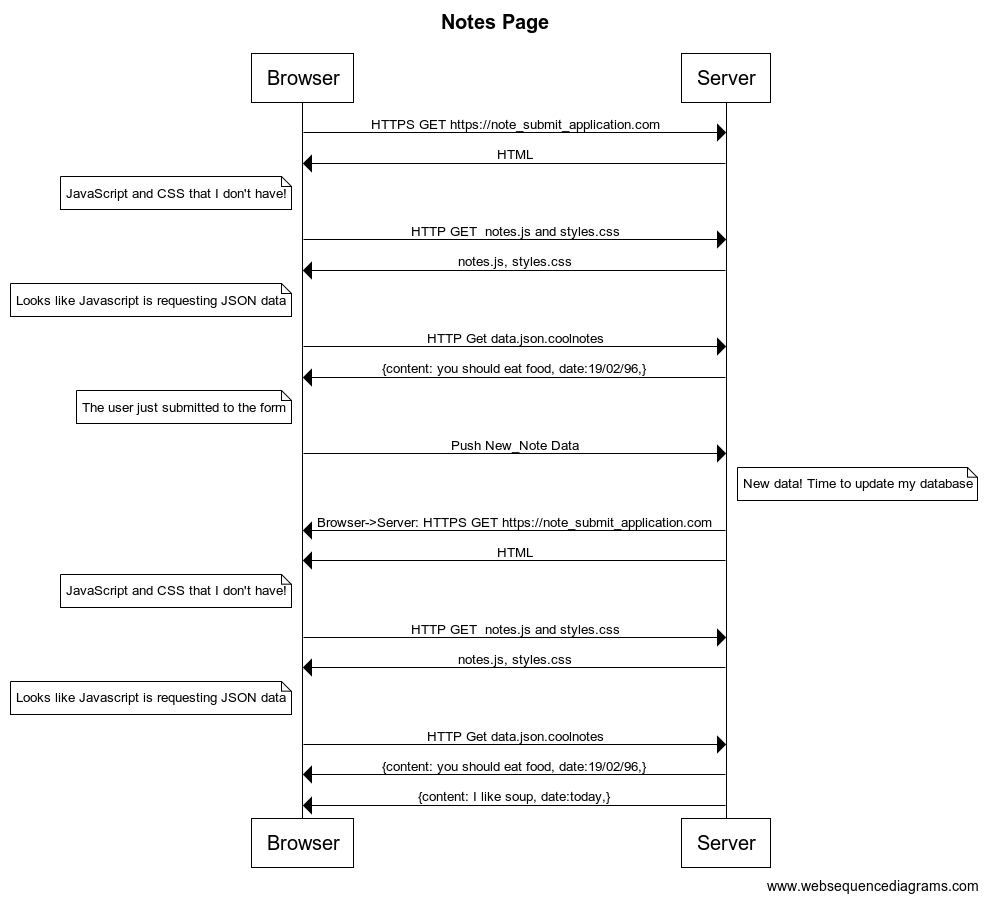 Notes Page
Browser
Server
HTTPS GET https://note_submit_application.com
HTML
JavaScript and CSS that I don't have!
HTTP GET  notes.js and styles.css
notes.js, styles.css
Looks like Javascript is requesting JSON data
HTTP Get data.json.coolnotes
{content: you should eat food, date:19/02/96,}
The user just submitted to the form
Push New_Note Data
New data! Time to update my database
Browser->Server: HTTPS GET https://note_submit_application.com
HTML
JavaScript and CSS that I don't have!
HTTP GET  notes.js and styles.css
notes.js, styles.css
Looks like Javascript is requesting JSON data
HTTP Get data.json.coolnotes
{content: you should eat food, date:19/02/96,}
{content: I like soup, date:today,}
Browser
Server
www.websequencediagrams.com